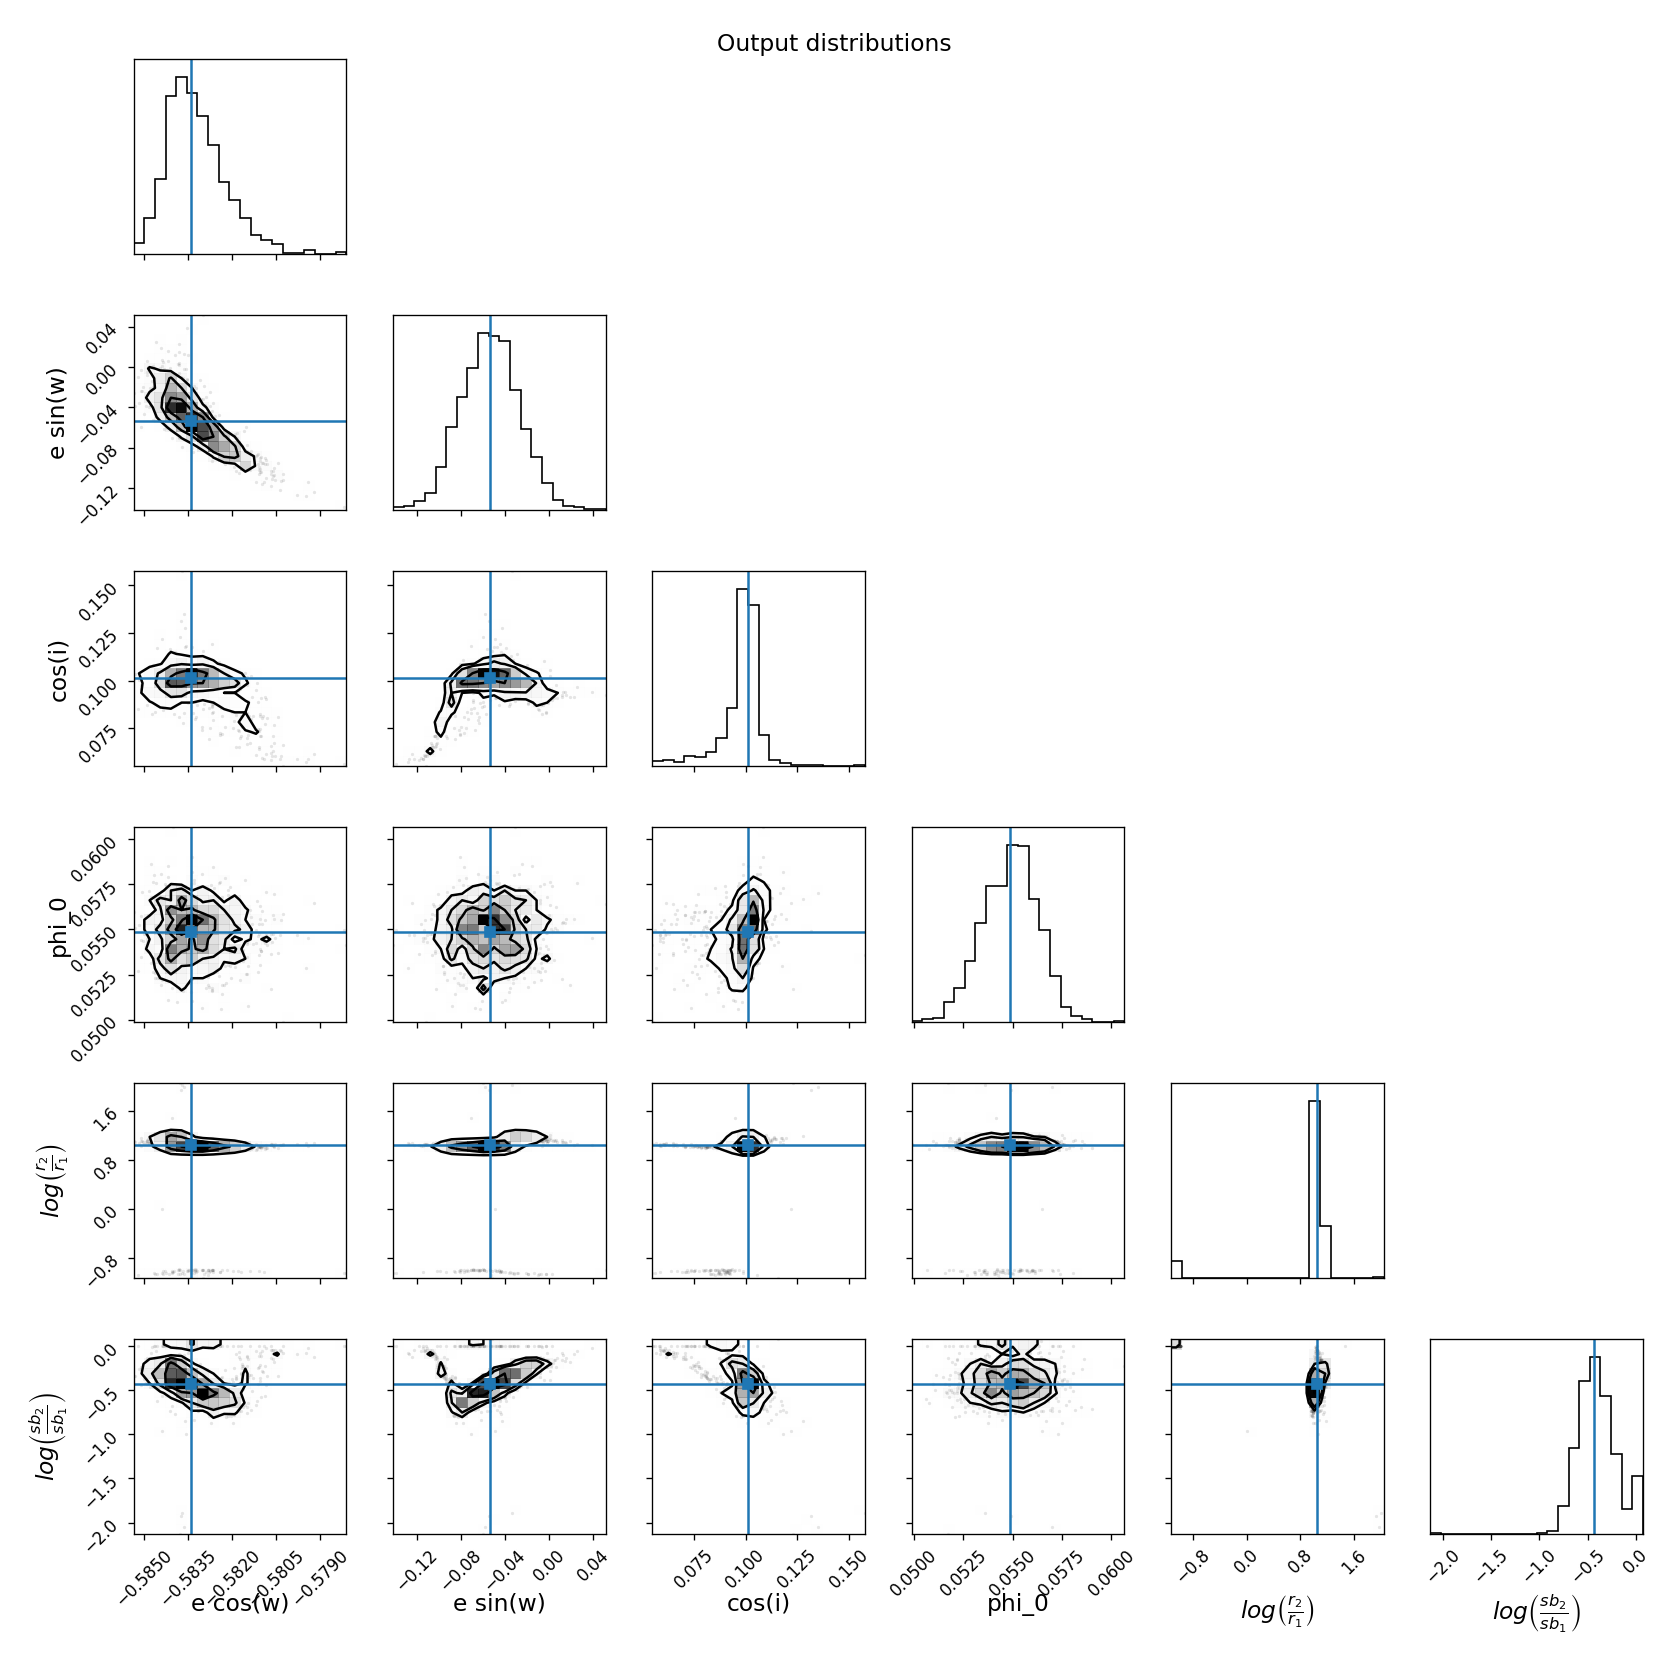 Output distributions
e sin(w)
0.04
0.00
−0.04
−0.08
−0.12
cos(i)
0.150
0.125
0.100
0.075
phi_0
0.0600
0.0575
0.0550
0.0525
0.0500
log(r₂/r₁)
1.6
0.8
0.0
−0.8
log(sb₂/sb₁)
0.0
−0.5
−1.0
−1.5
−2.0
−0.5850 −0.5835 −0.5820 −0.5805 −0.5790
−0.12 −0.08 −0.04 0.00 0.04
0.075 0.100 0.125 0.150
0.0500 0.0525 0.0550 0.0575 0.0600
−0.8 0.0 0.8 1.6
−2.0 −1.5 −1.0 −0.5 0.0
e cos(w) e sin(w) cos(i) phi_0 log(r₂/r₁) log(sb₂/sb₁)